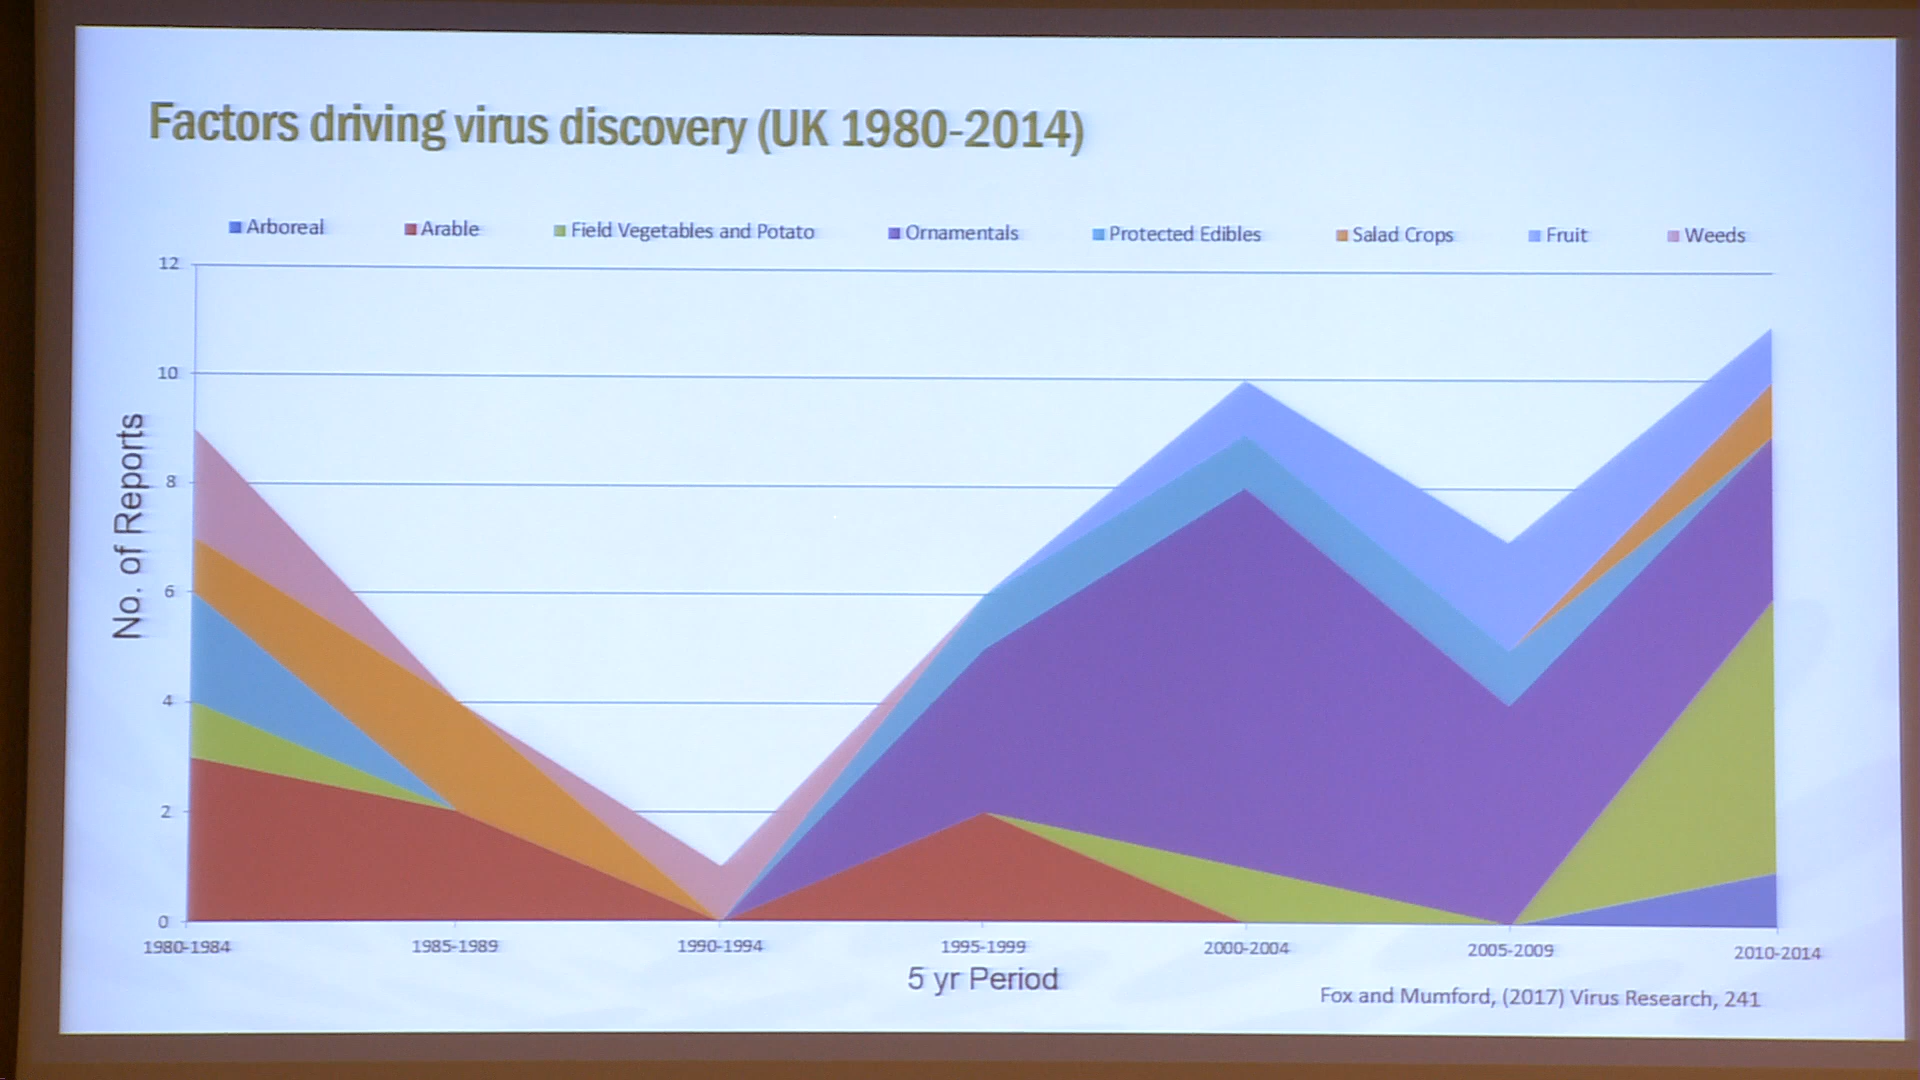 Factors driving virus discovery (UK 1980-2014)
Arboreal Arable Field Vegetables and Potato Ornamentals Protected Edibles Salad Crops Fruit Weeds
12
10
8
6
4
2
0
No. of Reports
1980-1984 1985-1989 1990-1994 1995-1999 2000-2004 2005-2009 2010-2014
5 yr Period
Fox and Mumford, (2017) Virus Research, 241